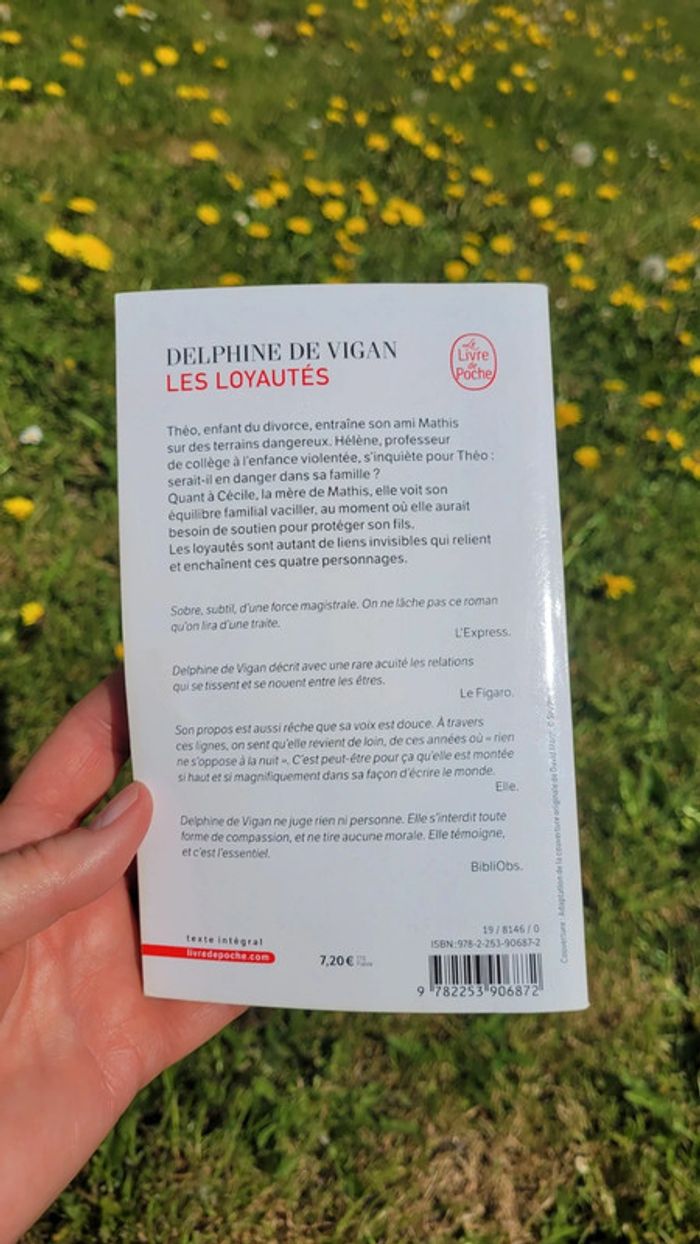 DELPHINE DE VIGAN
LES LOYAUTÉS
Le
Livre
de
Poche
Théo, enfant du divorce, entraîne son ami Mathis
sur des terrains dangereux. Hélène, professeur
de collège à l'enfance violentée, s'inquiète pour Théo :
serait-il en danger dans sa famille ?
Quant à Cécile, la mère de Mathis, elle voit son
équilibre familial vaciller, au moment où elle aurait
besoin de soutien pour protéger son fils.
Les loyautés sont autant de liens invisibles qui relient
et enchaînent ces quatre personnages.
Sobre, subtil, d'une force magistrale. On ne lâche pas ce roman
qu'on lira d'une traite.
L'Express.
Delphine de Vigan décrit avec une rare acuité les relations
qui se tissent et se nouent entre les êtres.
Le Figaro.
Son propos est aussi rêche que sa voix est douce. À travers
ces lignes, on sent qu'elle revient de loin, de ces années où « rien
ne s'oppose à la nuit ». C'est peut-être pour ça qu'elle est montée
si haut et si magnifiquement dans sa façon d'écrire le monde.
Elle.
Delphine de Vigan ne juge rien ni personne. Elle s'interdit toute
forme de compassion, et ne tire aucune morale. Elle témoigne,
et c'est l'essentiel.
BibliObs.
Couverture : Adaptation de la couverture originale de David
texte intégral
livredepoche.com
7,20 €
19 / 8146 / 0
ISBN : 978-2-253-90687-2
9 782253 906872